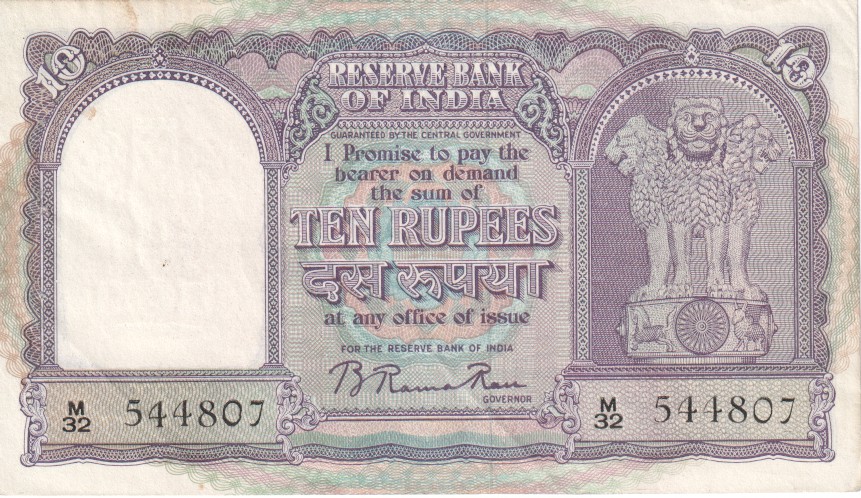 10
10
RESERVE BANK
OF INDIA
GUARANTEED BY THE CENTRAL GOVERNMENT
I Promise to pay the
bearer on demand
the sum of
TEN RUPEES
दस रूपया
at any office of issue
FOR THE RESERVE BANK OF INDIA
B Rama Rau
GOVERNOR
M/32 544807
M/32 544807